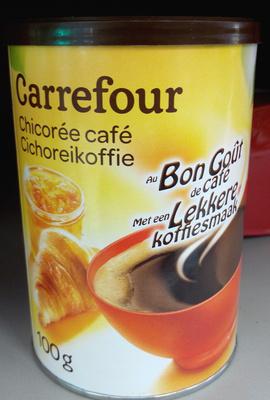 Carrefour
Chicorée café
Cichoreikoffie
Au Bon Goût
de café
Met een Lekkere
koffiesmaak
100g